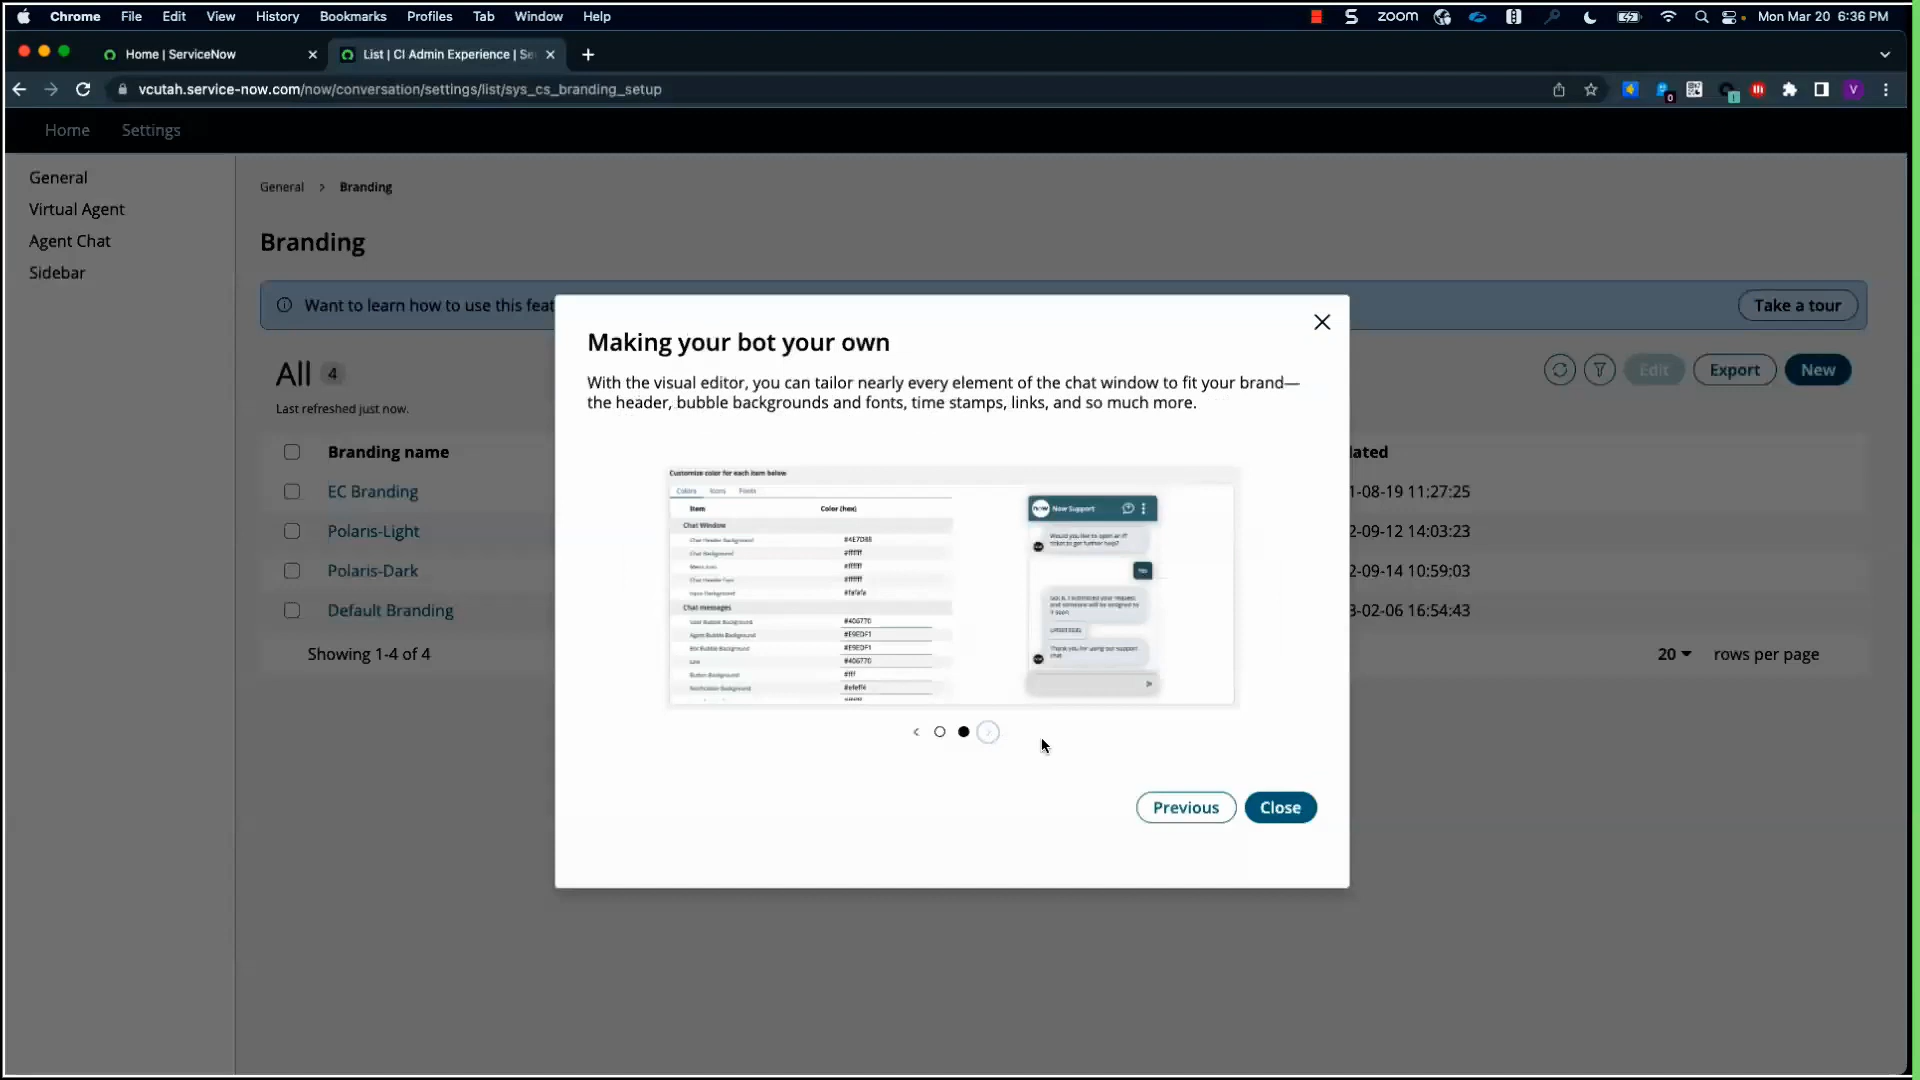 Chrome File Edit View History Bookmarks Profiles Tab Window Help
zoom Mon Mar 20 6:36 PM
Home | ServiceNow
List | CI Admin Experience | Se
vcutah.service-now.com/now/conversation/settings/list/sys_cs_branding_setup
Home Settings
General
Virtual Agent
Agent Chat
Sidebar
General > Branding
Branding
Want to learn how to use this feat
Take a tour
All 4
Last refreshed just now.
Edit Export New
Branding name
lated
EC Branding
1-08-19 11:27:25
Polaris-Light
2-09-12 14:03:23
Polaris-Dark
2-09-14 10:59:03
Default Branding
3-02-06 16:54:43
Showing 1-4 of 4
20 rows per page
Making your bot your own
With the visual editor, you can tailor nearly every element of the chat window to fit your brand—
the header, bubble backgrounds and fonts, time stamps, links, and so much more.
Customize color for each item below
Colors Icons Fonts
Item Color (hex)
Chat Window
Chat Header Background
Chat Background #ffffff
Menu Icon #ffffff
Chat Header Font #ffffff
Input Background #fafafa
Chat messages
User Bubble Background #406770
Agent Bubble Background #E9EDF1
Bot Bubble Background #E9EDF1
Link #406770
Button Background #fff
Notification Background
now Now Support
Would you like to open an IT
ticket to get further help?
Yes
Got it. I submitted your request,
and someone will be assigned to
it soon.
Thank you for using our support
chat
Previous Close